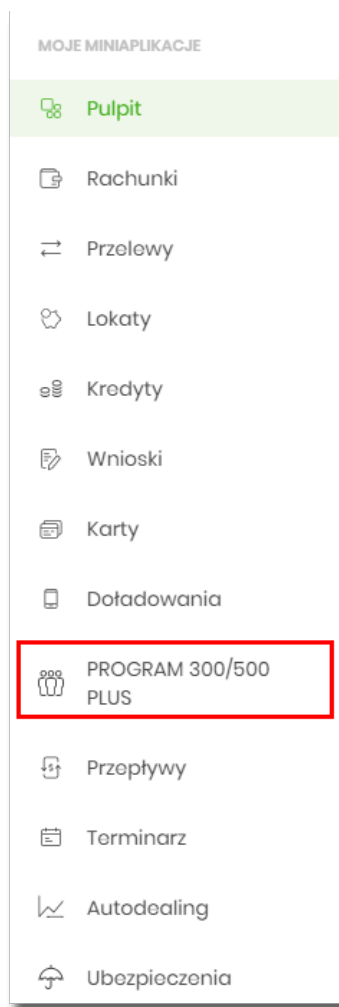 MOJE MINIAPLIKACJE
Pulpit
Rachunki
Przelewy
Lokaty
Kredyty
Wnioski
Karty
Doładowania
PROGRAM 300/500
PLUS
Przepływy
Terminarz
Autodealing
Ubezpieczenia